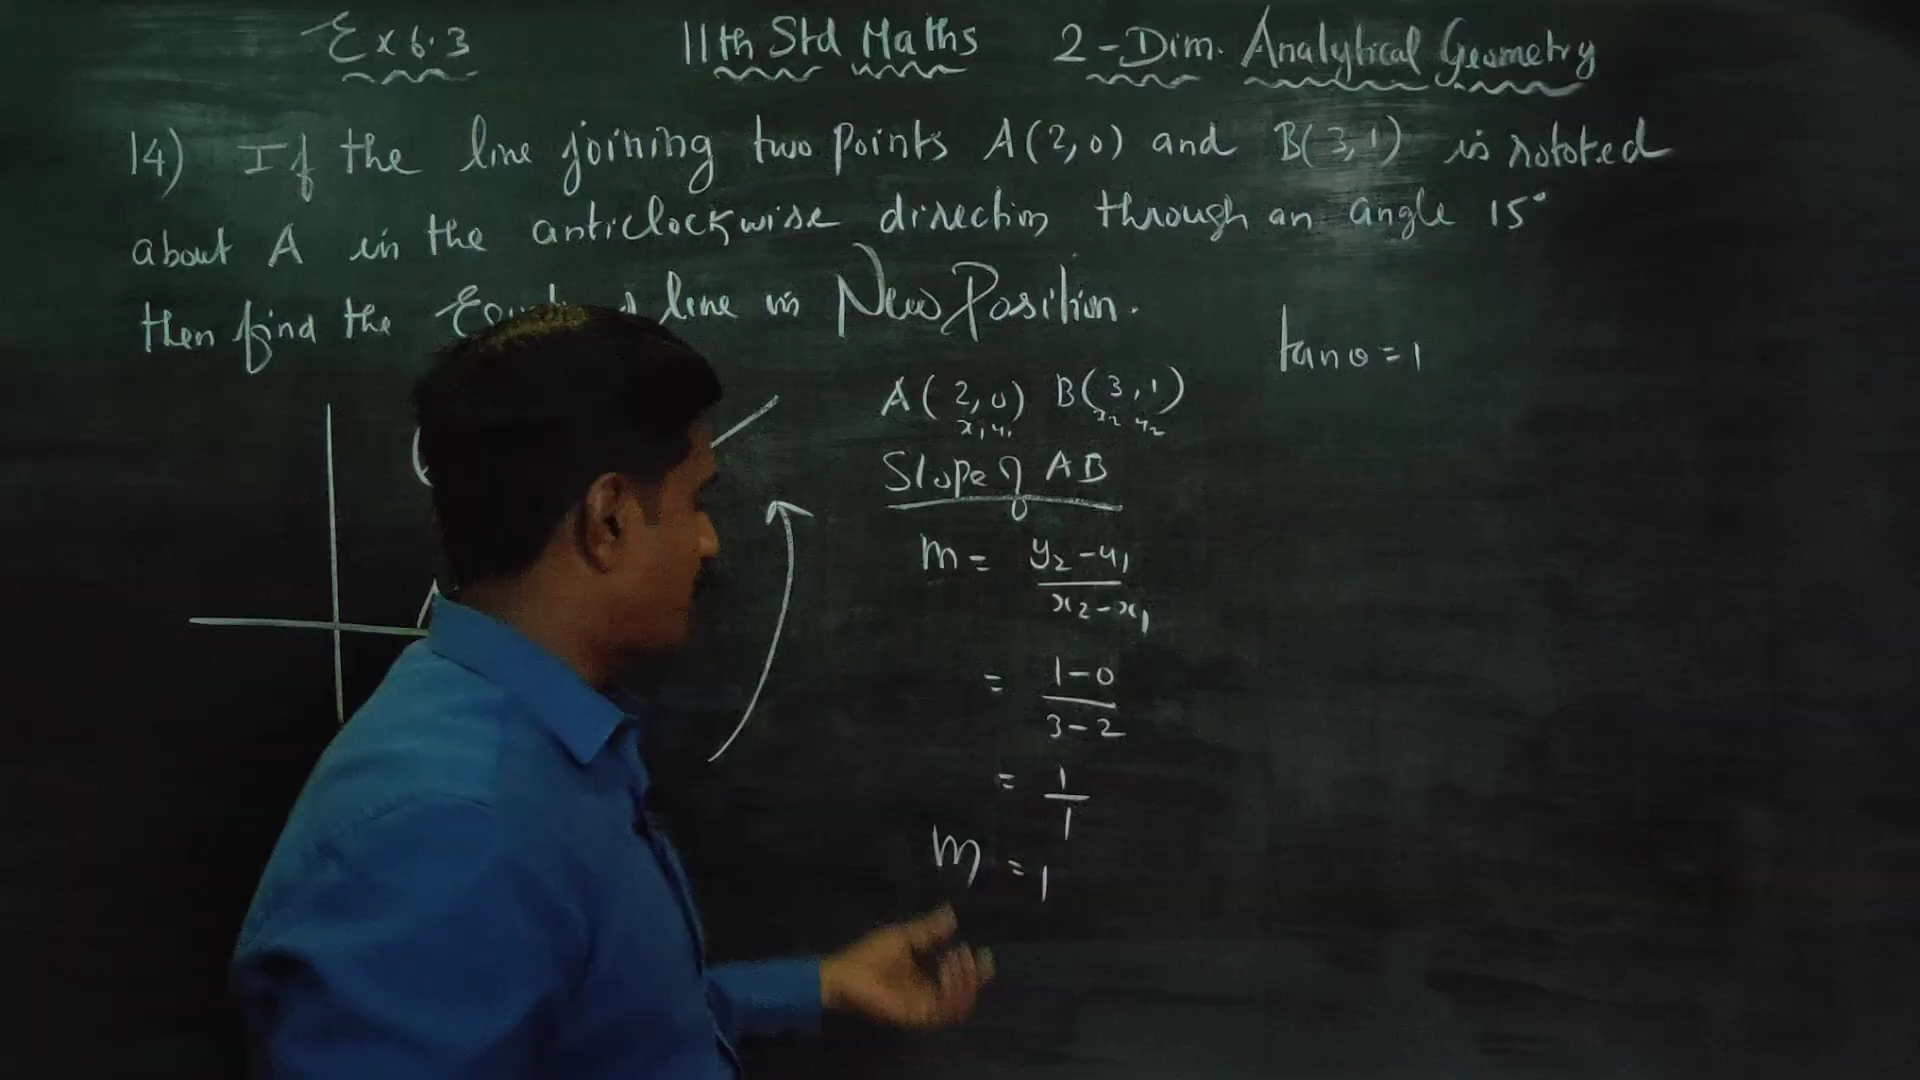 Ex 6.3 11th Std Maths 2-Dim. Analytical Geometry
14) If the line joining two points A(2,0) and B(3,1) is rotated
about A in the anticlockwise direction through an angle 15°
then find the line in New Position.
tan θ = 1
A(2,0) B(3,1)
x₁ y₁ x₂ y₂
Slope of AB
m = y₂-y₁
x₂-x₁
= 1-0
3-2
= 1
1
m = 1